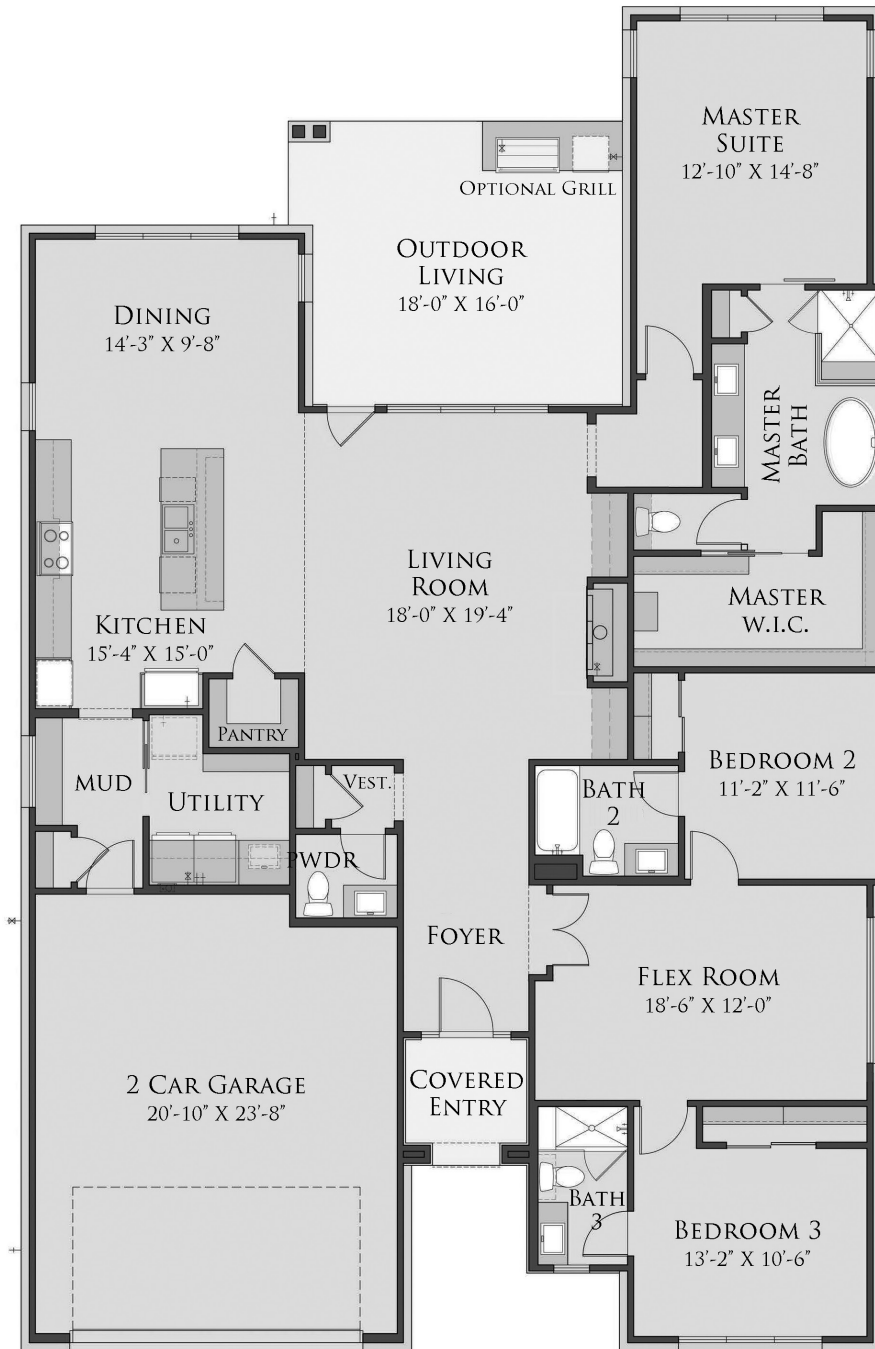 MASTER
SUITE
12'-10" X 14'-8"
OPTIONAL GRILL
OUTDOOR
LIVING
18'-0" X 16'-0"
DINING
14'-3" X 9'-8"
MASTER
BATH
LIVING
ROOM
18'-0" X 19'-4"
MASTER
W.I.C.
KITCHEN
15'-4" X 15'-0"
PANTRY
MUD
UTILITY
VEST.
PWDR
BATH
2
BEDROOM 2
11'-2" X 11'-6"
FOYER
FLEX ROOM
18'-6" X 12'-0"
2 CAR GARAGE
20'-10" X 23'-8"
COVERED
ENTRY
BATH
3
BEDROOM 3
13'-2" X 10'-6"